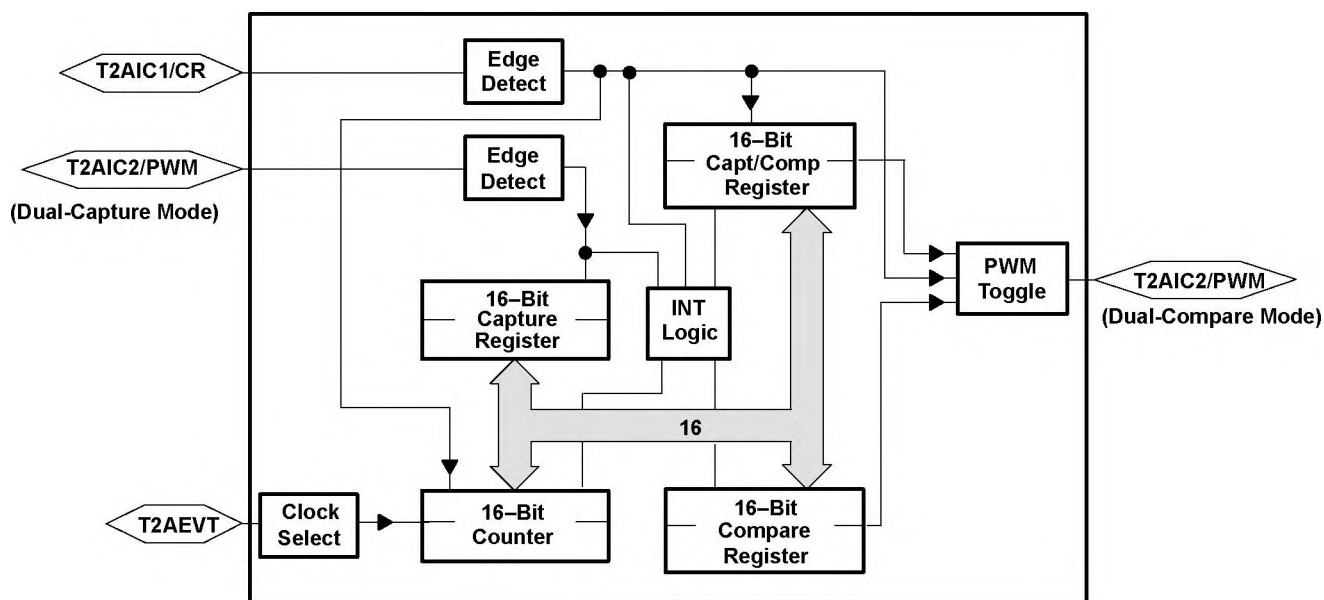 T2AIC1/CR
Edge
Detect
T2AIC2/PWM
(Dual-Capture Mode)
Edge
Detect
16–Bit
Capt/Comp
Register
16–Bit
Capture
Register
INT
Logic
PWM
Toggle
T2AIC2/PWM
(Dual-Compare Mode)
16
T2AEVT
Clock
Select
16–Bit
Counter
16–Bit
Compare
Register